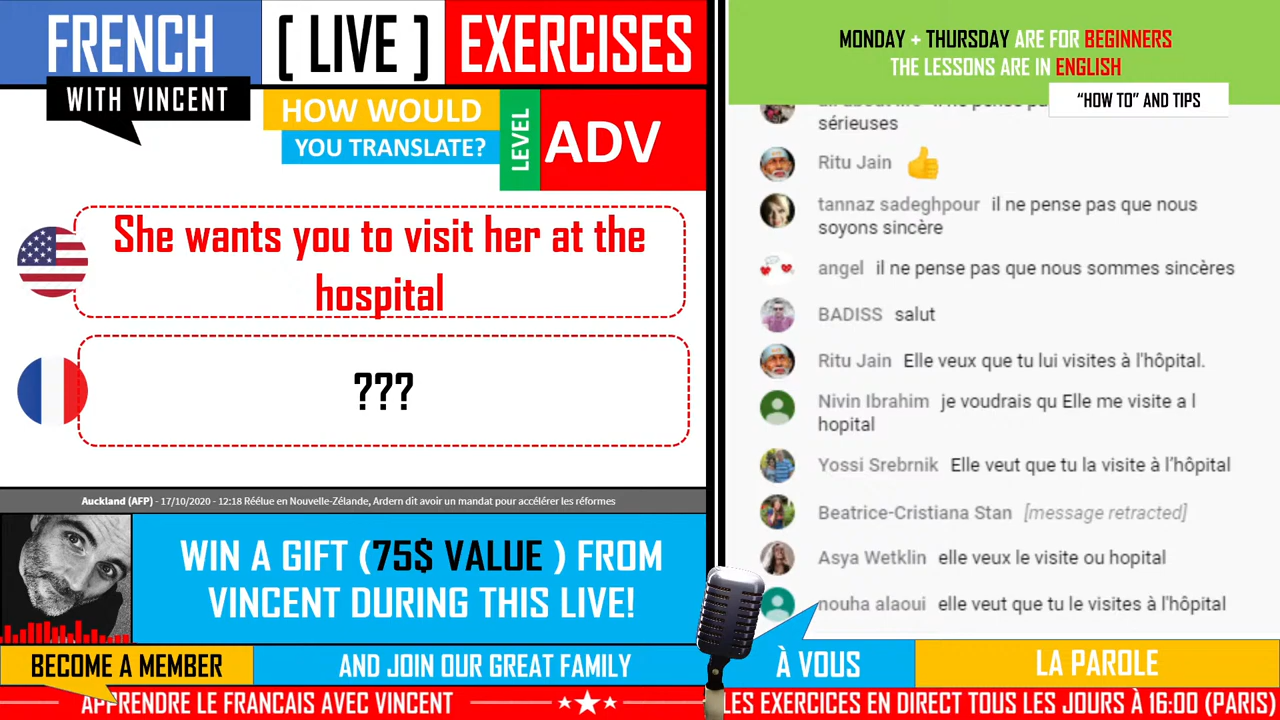 FRENCH
[ LIVE ]
EXERCISES
WITH VINCENT
HOW WOULD
YOU TRANSLATE?
LEVEL
ADV
She wants you to visit her at the
hospital
???
Auckland (AFP) - 17/10/2020 - 12:18 Réélue en Nouvelle-Zélande, Ardern dit avoir un mandat pour accélérer les réformes
WIN A GIFT (75$ VALUE ) FROM
VINCENT DURING THIS LIVE!
BECOME A MEMBER
AND JOIN OUR GREAT FAMILY
APPRENDRE LE FRANCAIS AVEC VINCENT
MONDAY + THURSDAY ARE FOR BEGINNERS
THE LESSONS ARE IN ENGLISH
“HOW TO” AND TIPS
sérieuses
Ritu Jain
tannaz sadeghpour il ne pense pas que nous
soyons sincère
angel il ne pense pas que nous sommes sincères
BADISS salut
Ritu Jain Elle veux que tu lui visites à l'hôpital.
Nivin Ibrahim je voudrais qu Elle me visite a l
hopital
Yossi Srebrnik Elle veut que tu la visite à l’hôpital
Beatrice-Cristiana Stan [message retracted]
Asya Wetklin elle veux le visite ou hopital
nouha alaoui elle veut que tu le visites à l'hôpital
À VOUS
LA PAROLE
LES EXERCICES EN DIRECT TOUS LES JOURS À 16:00 (PARIS)